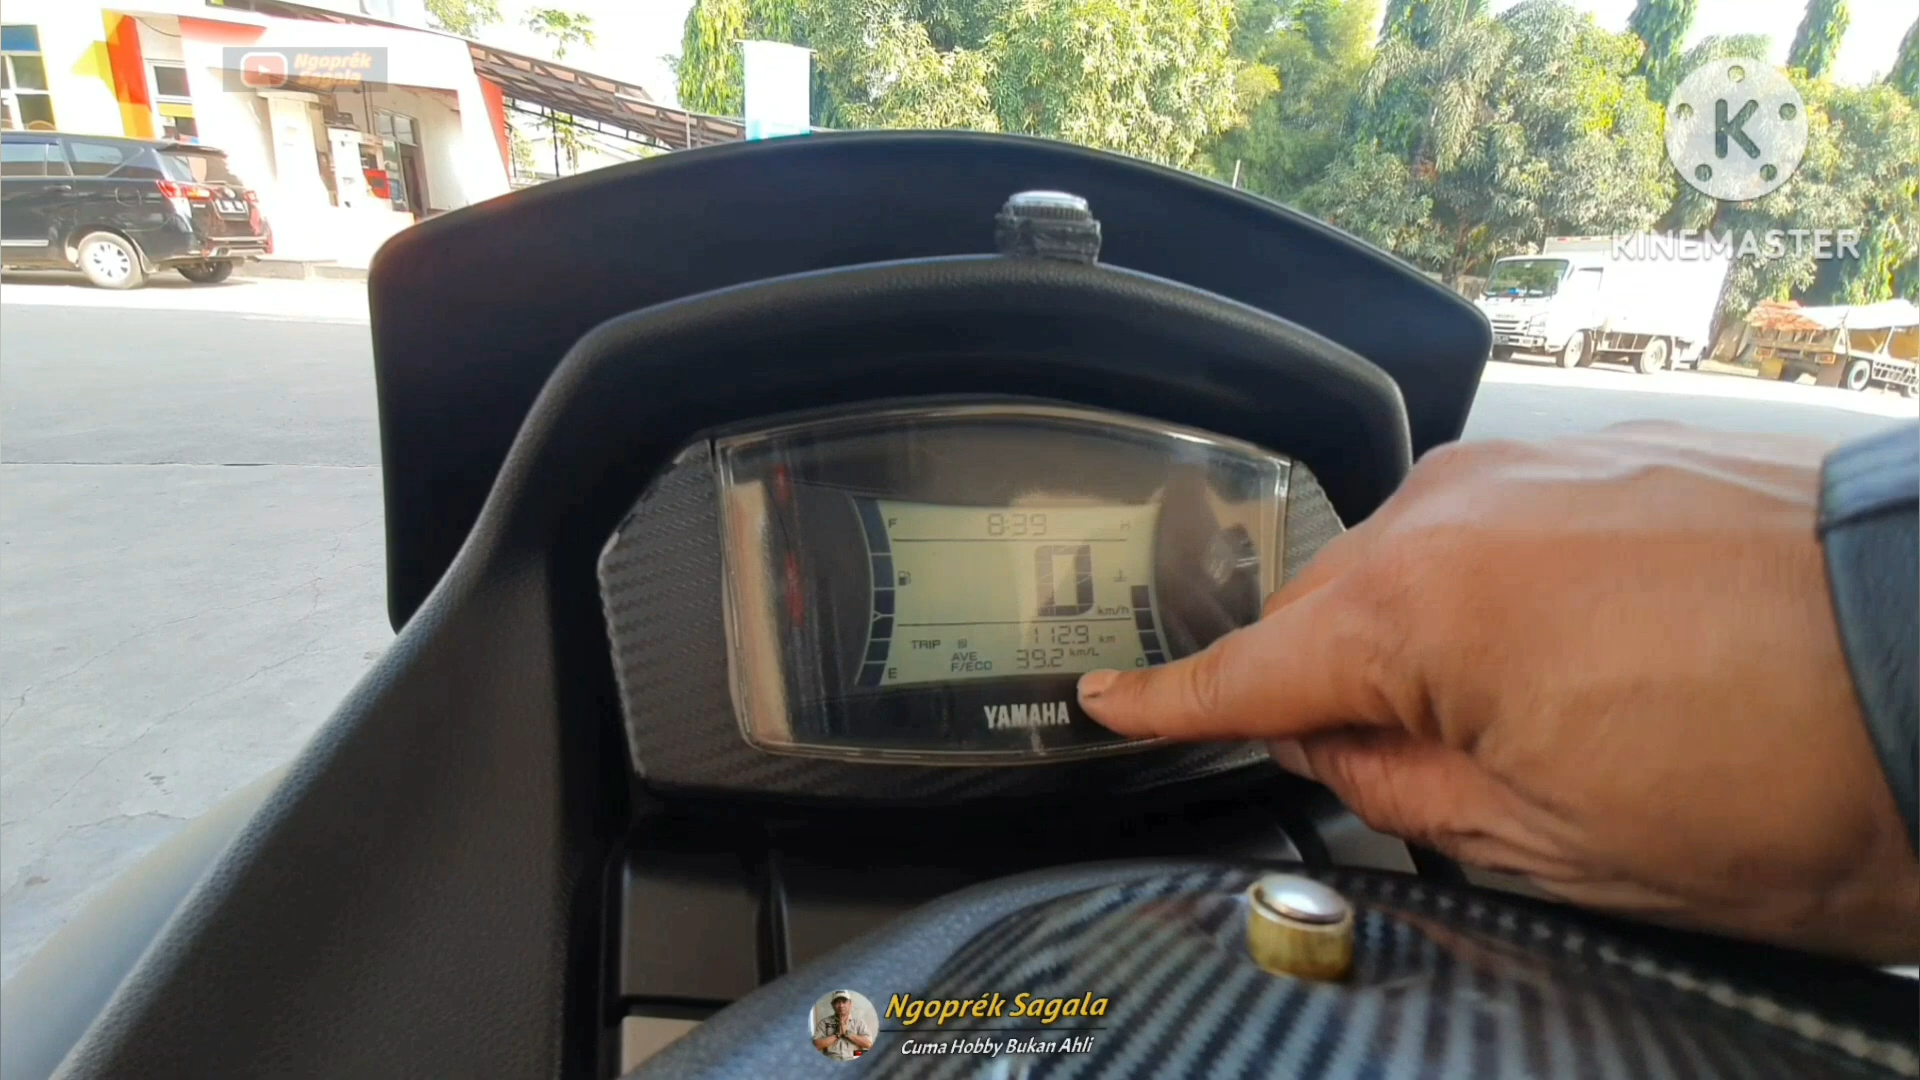 Ngoprék
Sagala
K
KINEMASTER
F
8:39
H
0
km/h
TRIP
112.9 km
AVE
F/ECO
39.2 km/L
E
C
YAMAHA
Ngoprék Sagala
Cuma Hobby Bukan Ahli